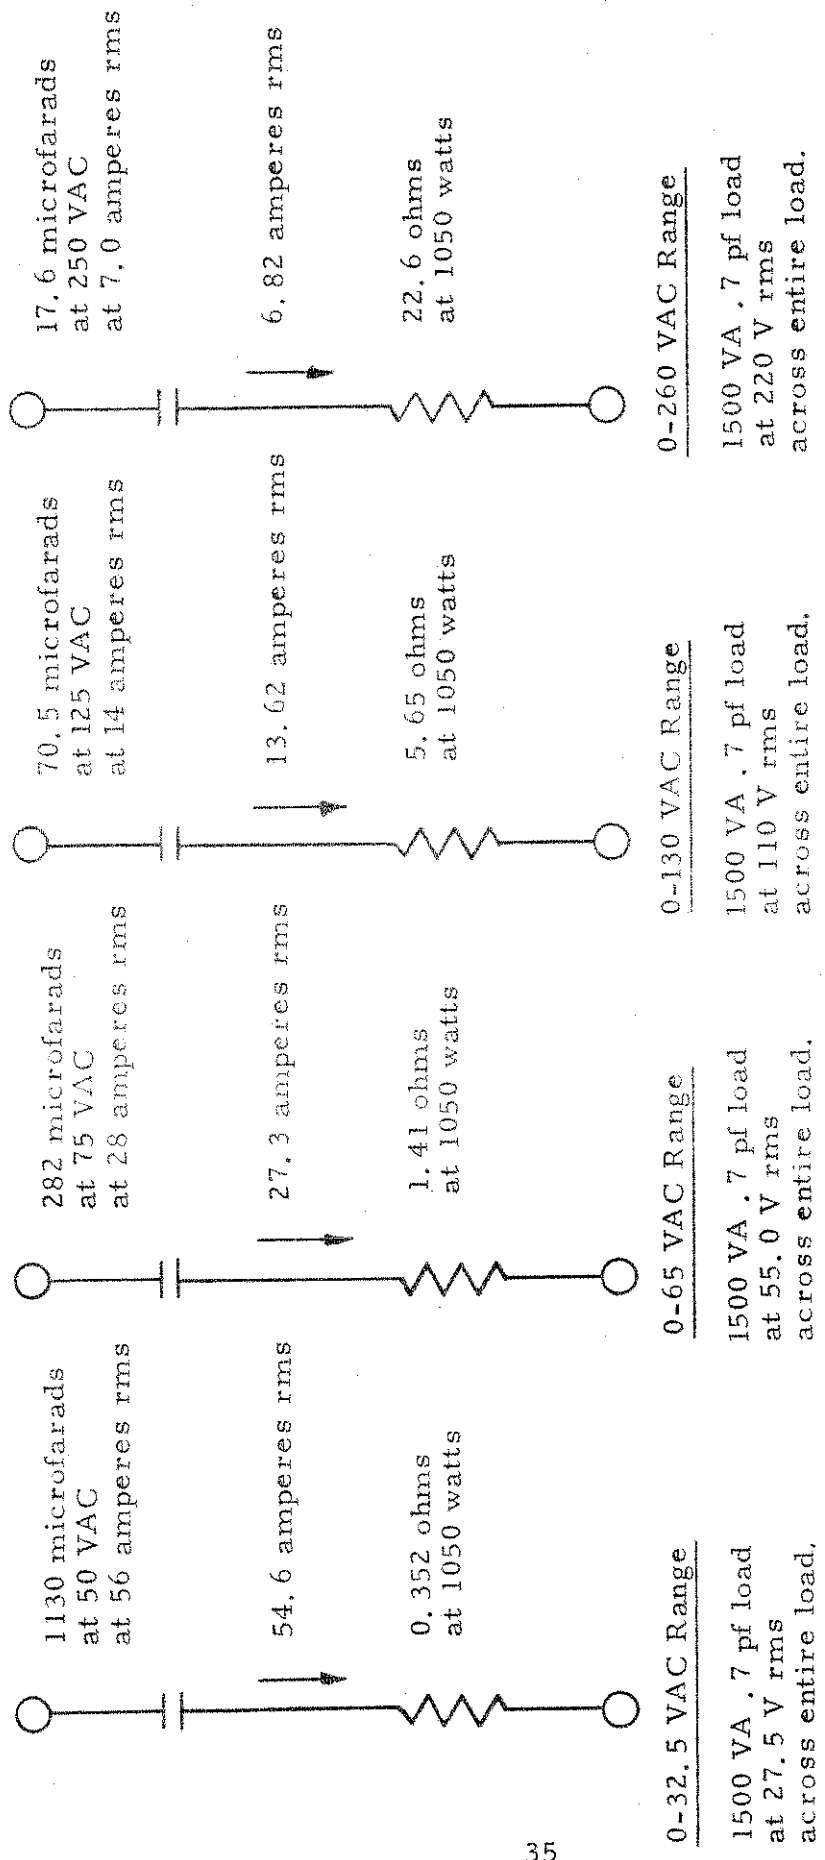 1130 microfarads
at 50 VAC
at 56 amperes rms
54.6 amperes rms
0.352 ohms
at 1050 watts
0-32.5 VAC Range
1500 VA .7 pf load
at 27.5 V rms
across entire load.
282 microfarads
at 75 VAC
at 28 amperes rms
27.3 amperes rms
1.41 ohms
at 1050 watts
0-65 VAC Range
1500 VA .7 pf load
at 55.0 V rms
across entire load.
70.5 microfarads
at 125 VAC
at 14 amperes rms
13.62 amperes rms
5.65 ohms
at 1050 watts
0-130 VAC Range
1500 VA .7 pf load
at 110 V rms
across entire load.
17.6 microfarads
at 250 VAC
at 7.0 amperes rms
6.82 amperes rms
22.6 ohms
at 1050 watts
0-260 VAC Range
1500 VA .7 pf load
at 220 V rms
across entire load.
35